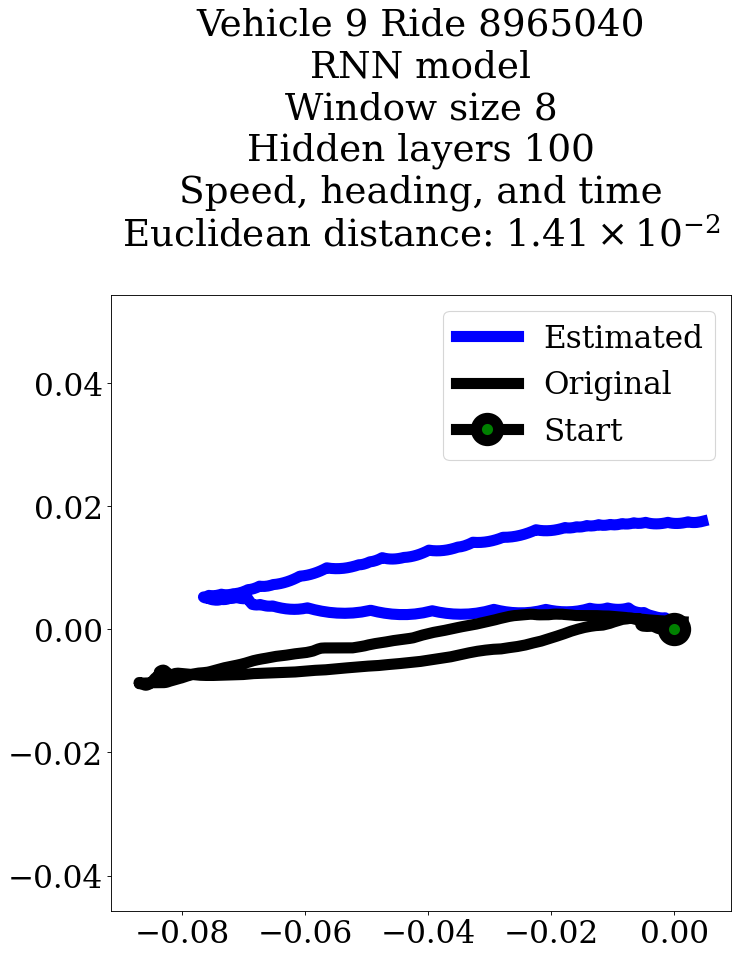 Vehicle 9 Ride 8965040
RNN model
Window size 8
Hidden layers 100
Speed, heading, and time
Euclidean distance: 1.41 × 10⁻²
Estimated
Original
Start
0.04
0.02
0.00
−0.02
−0.04
−0.08 −0.06 −0.04 −0.02 0.00